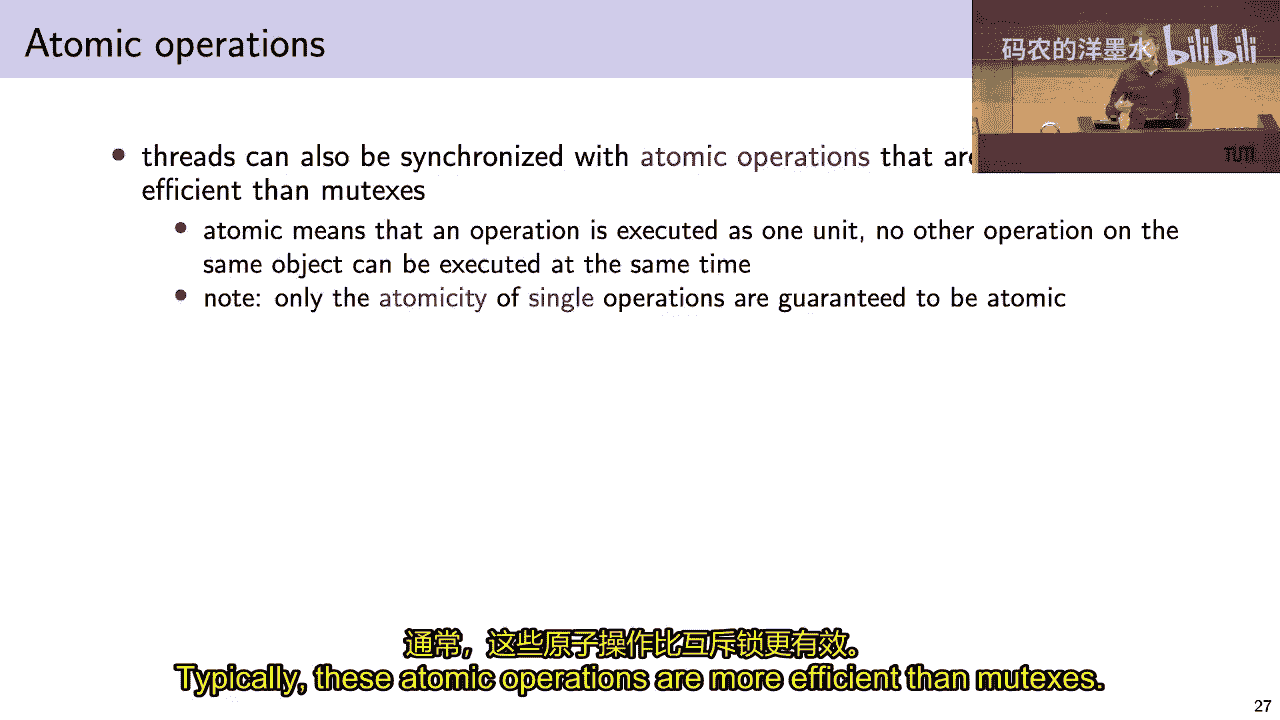 Atomic operations
码农的洋墨水 bilibili
TUTI
threads can also be synchronized with atomic operations that are
efficient than mutexes
atomic means that an operation is executed as one unit, no other operation on the
same object can be executed at the same time
note: only the atomicity of single operations are guaranteed to be atomic
通常，这些原子操作比互斥锁更有效。
Typically, these atomic operations are more efficient than mutexes.
27